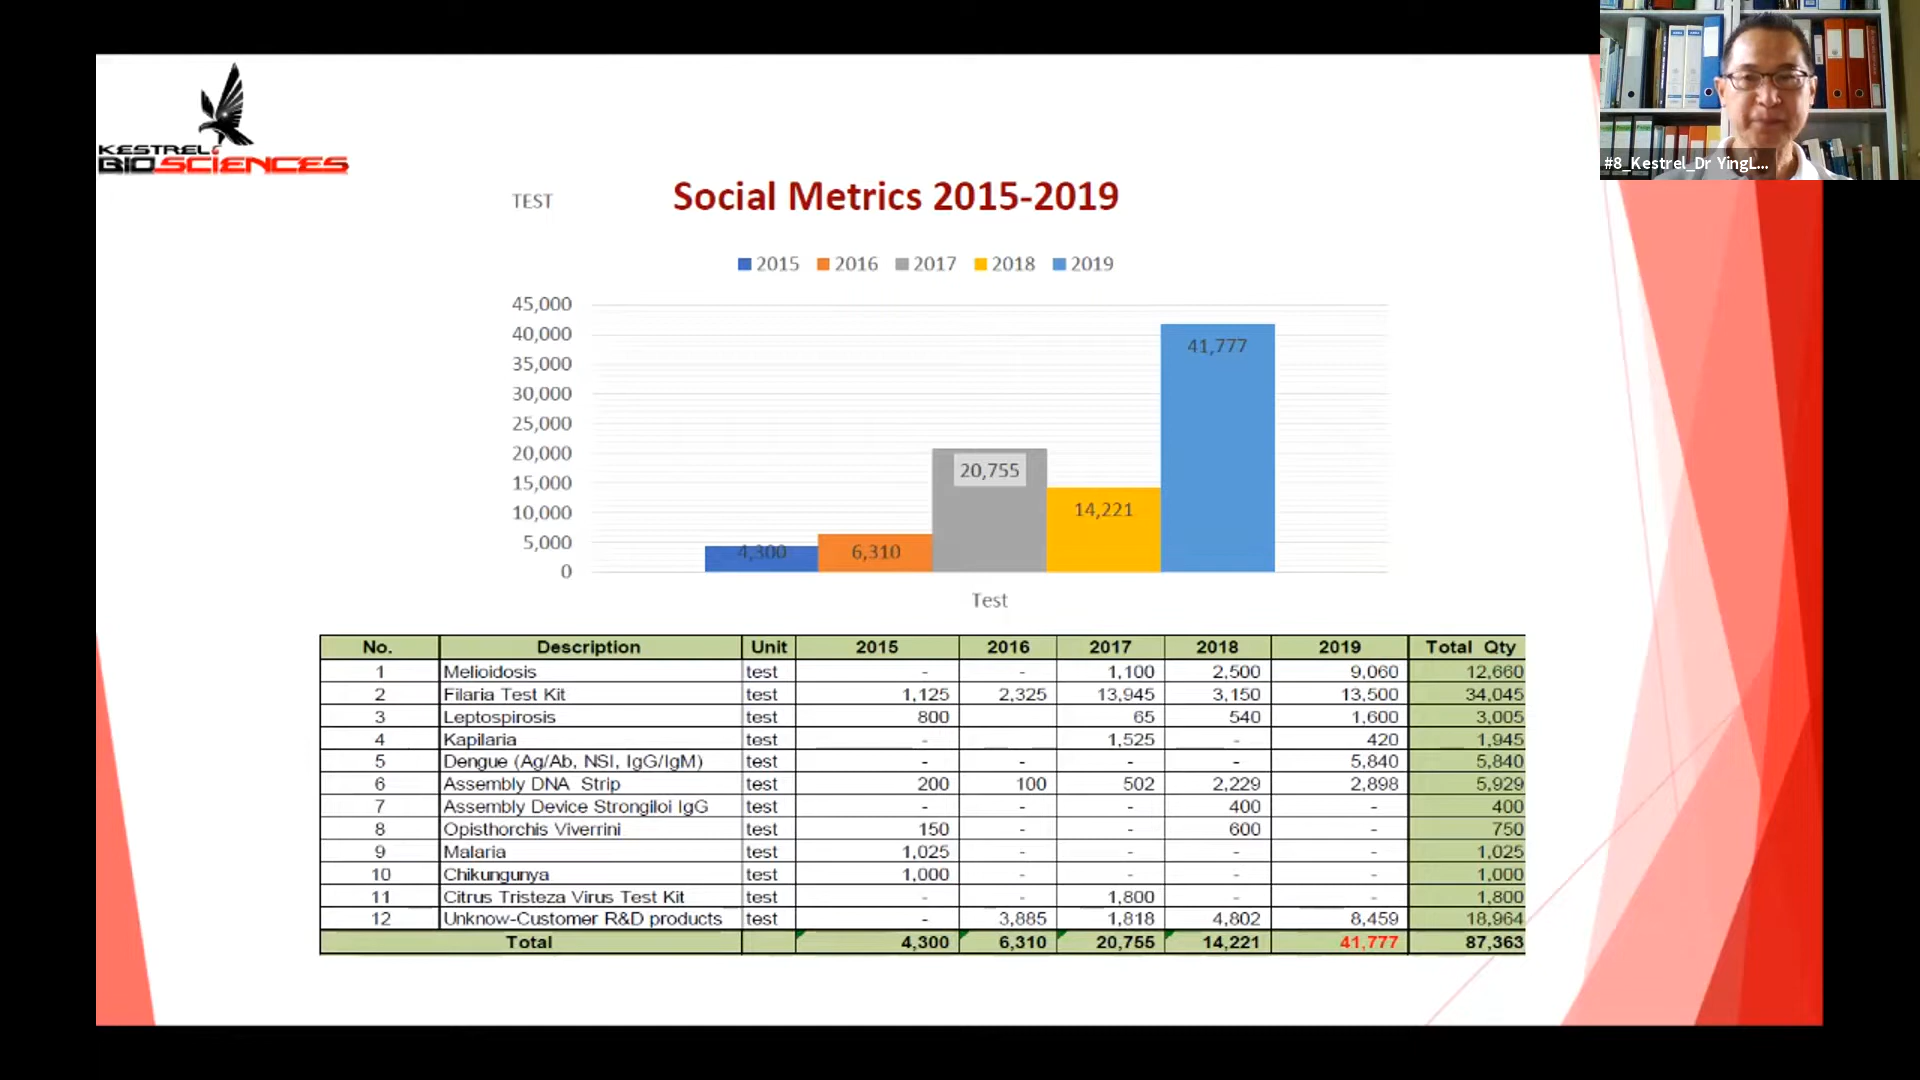 #8_Kestrel_Dr YingL...
KESTREL
BIOSCIENCES
TEST
Social Metrics 2015-2019
2015 2016 2017 2018 2019
45,000
40,000
35,000
30,000
25,000
20,000
15,000
10,000
5,000
0
4,300
6,310
20,755
14,221
41,777
Test
No. Description Unit 2015 2016 2017 2018 2019 Total Qty
1 Melioidosis test - - 1,100 2,500 9,060 12,660
2 Filaria Test Kit test 1,125 2,325 13,945 3,150 13,500 34,045
3 Leptospirosis test 800 65 540 1,600 3,005
4 Kapilaria test - 1,525 - 420 1,945
5 Dengue (Ag/Ab, NSI, IgG/IgM) test - - - - 5,840 5,840
6 Assembly DNA Strip test 200 100 502 2,229 2,898 5,929
7 Assembly Device Strongiloi IgG test - - - 400 - 400
8 Opisthorchis Viverrini test 150 - - 600 - 750
9 Malaria test 1,025 - - - - 1,025
10 Chikungunya test 1,000 - - - - 1,000
11 Citrus Tristeza Virus Test Kit test - - 1,800 - - 1,800
12 Unknow-Customer R&D products test - 3,885 1,818 4,802 8,459 18,964
Total 4,300 6,310 20,755 14,221 41,777 87,363